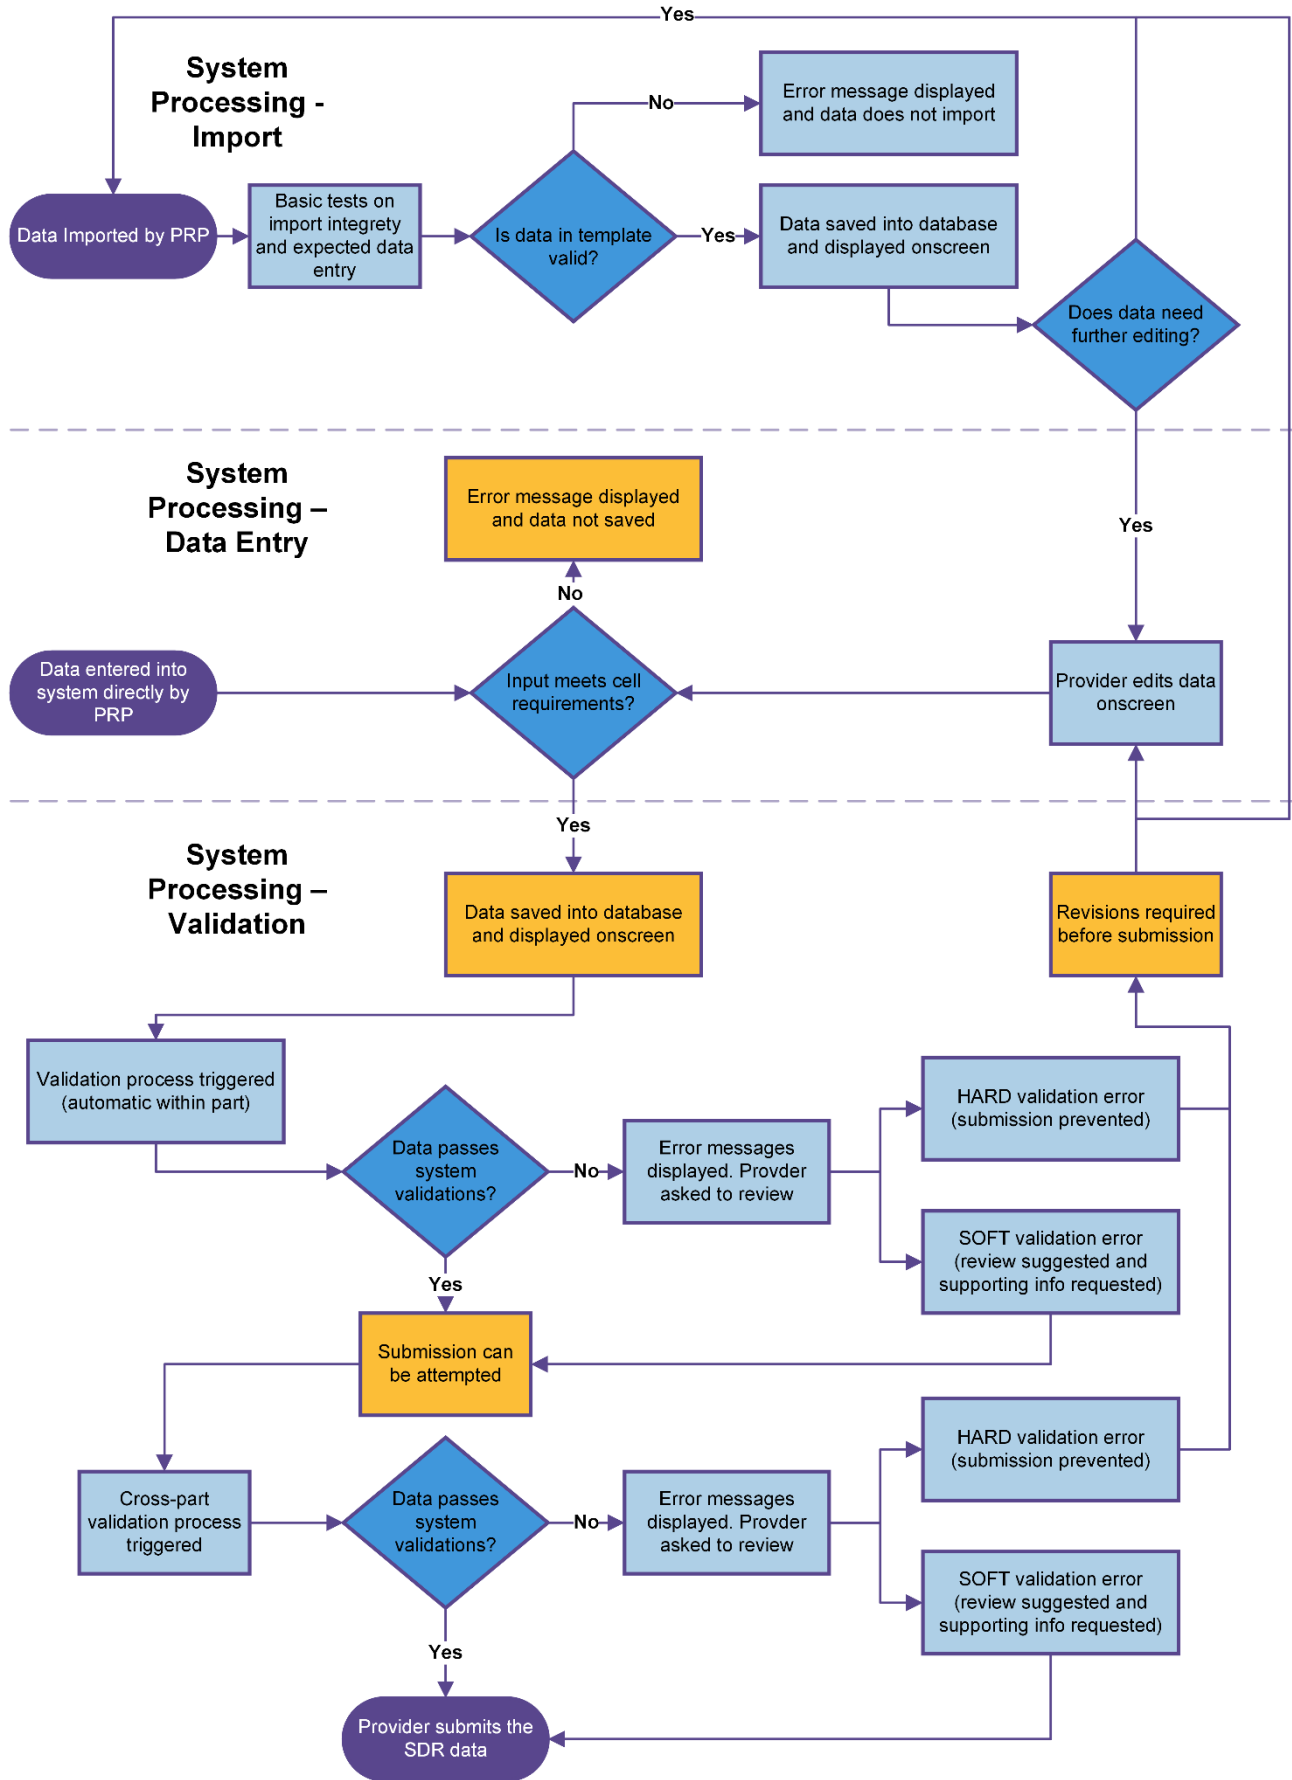 Yes
System
Processing -
Import
No
Error message displayed
and data does not import
Data Imported by PRP
Basic tests on
import integrety
and expected data
entry
Is data in template
valid?
Yes
Data saved into database
and displayed onscreen
Does data need
further editing?
System
Processing –
Data Entry
Error message displayed
and data not saved
Yes
No
Data entered into
system directly by
PRP
Input meets cell
requirements?
Provider edits data
onscreen
Yes
System
Processing –
Validation
Data saved into database
and displayed onscreen
Revisions required
before submission
Validation process triggered
(automatic within part)
Data passes
system
validations?
No
Error messages
displayed. Provder
asked to review
HARD validation error
(submission prevented)
SOFT validation error
(review suggested and
supporting info requested)
Yes
Submission can
be attempted
Cross-part
validation process
triggered
Data passes
system
validations?
No
Error messages
displayed. Provder
asked to review
HARD validation error
(submission prevented)
SOFT validation error
(review suggested and
supporting info requested)
Yes
Provider submits the
SDR data